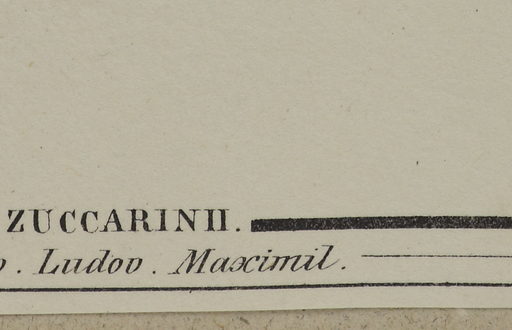 ZUCCARINII.
. Ludov. Maximil.